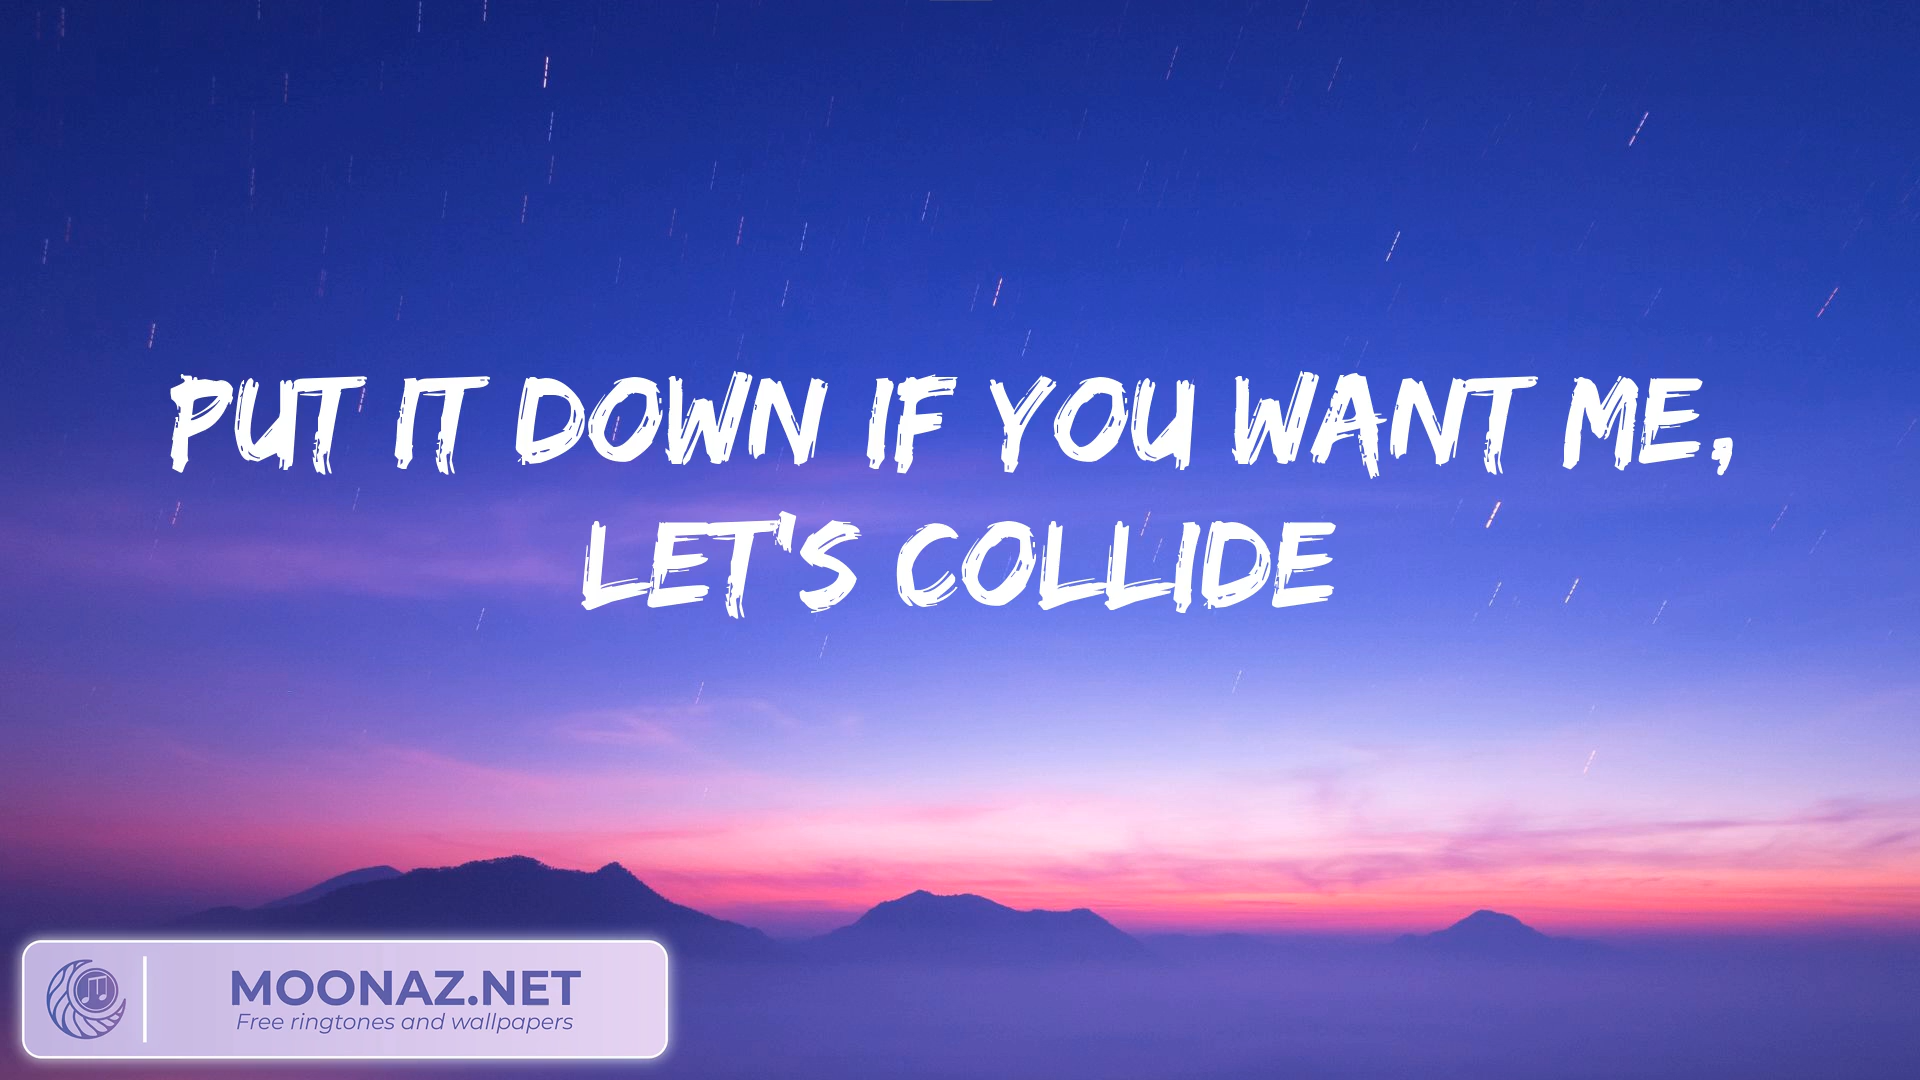 PUT IT DOWN IF YOU WANT ME,
LET'S COLLIDE
MOONAZ.NET
Free ringtones and wallpapers